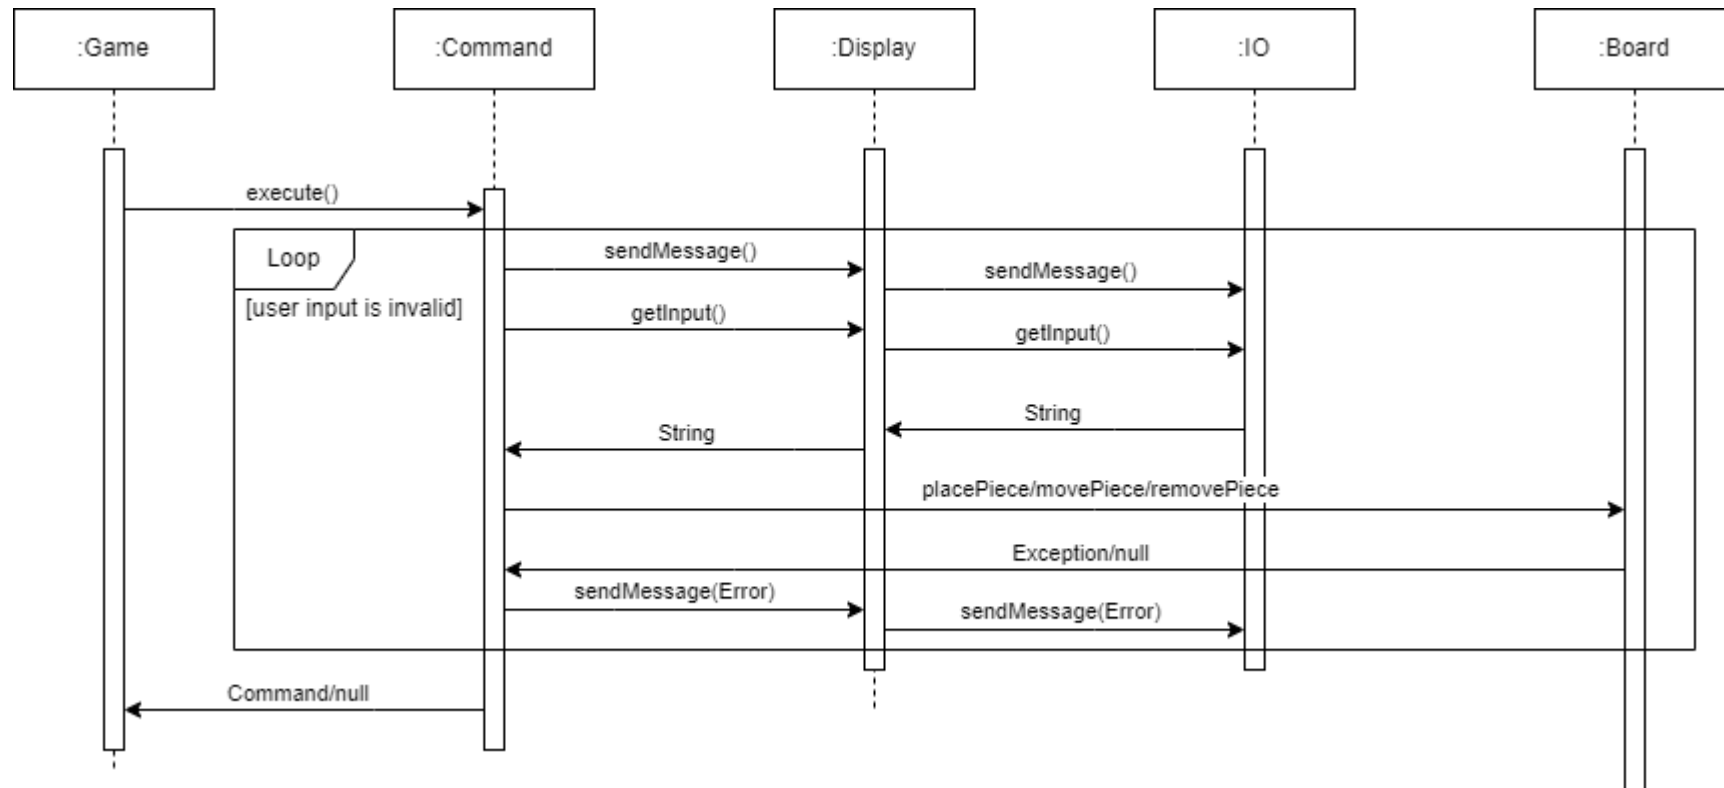 :Game
:Command
:Display
:IO
:Board
execute()
Loop
[user input is invalid]
sendMessage()
sendMessage()
getInput()
getInput()
String
String
placePiece/movePiece/removePiece
Exception/null
sendMessage(Error)
sendMessage(Error)
Command/null